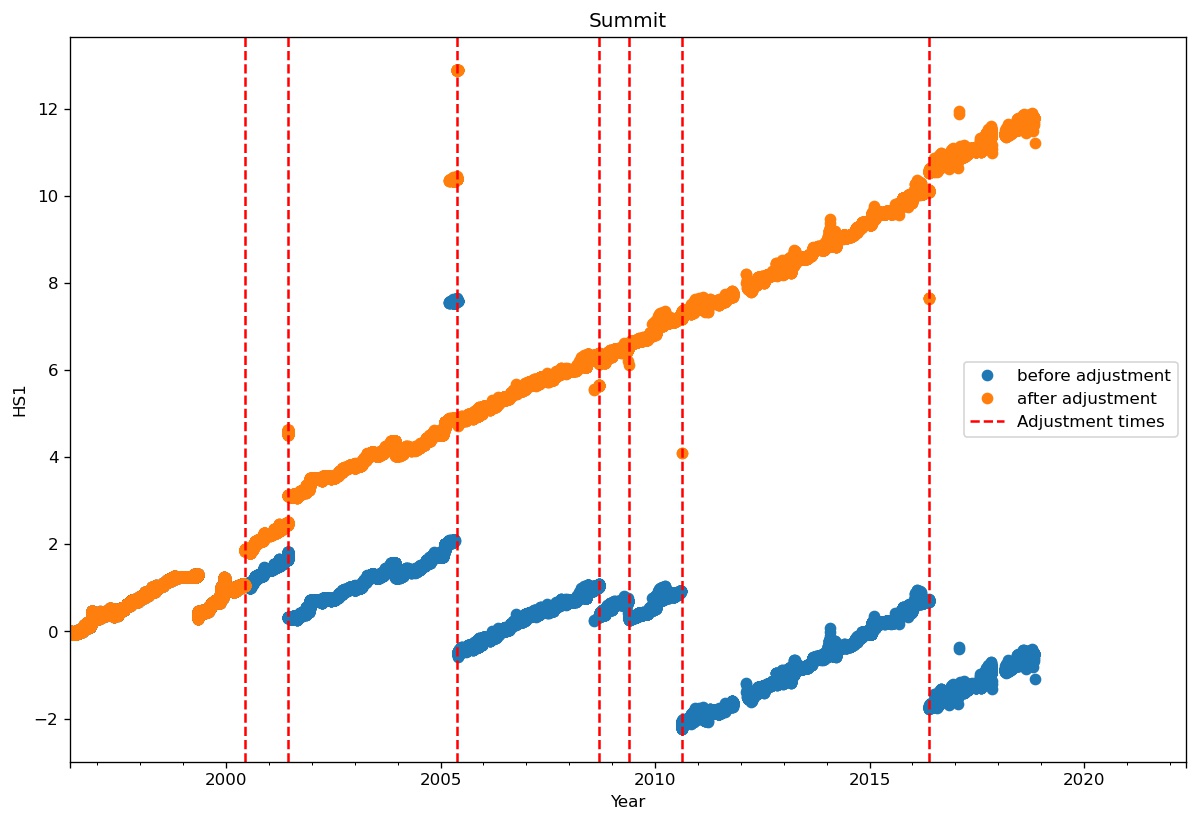 Summit
HS1
12
10
8
6
4
2
0
−2
before adjustment
after adjustment
Adjustment times
2000
2005
2010
2015
2020
Year